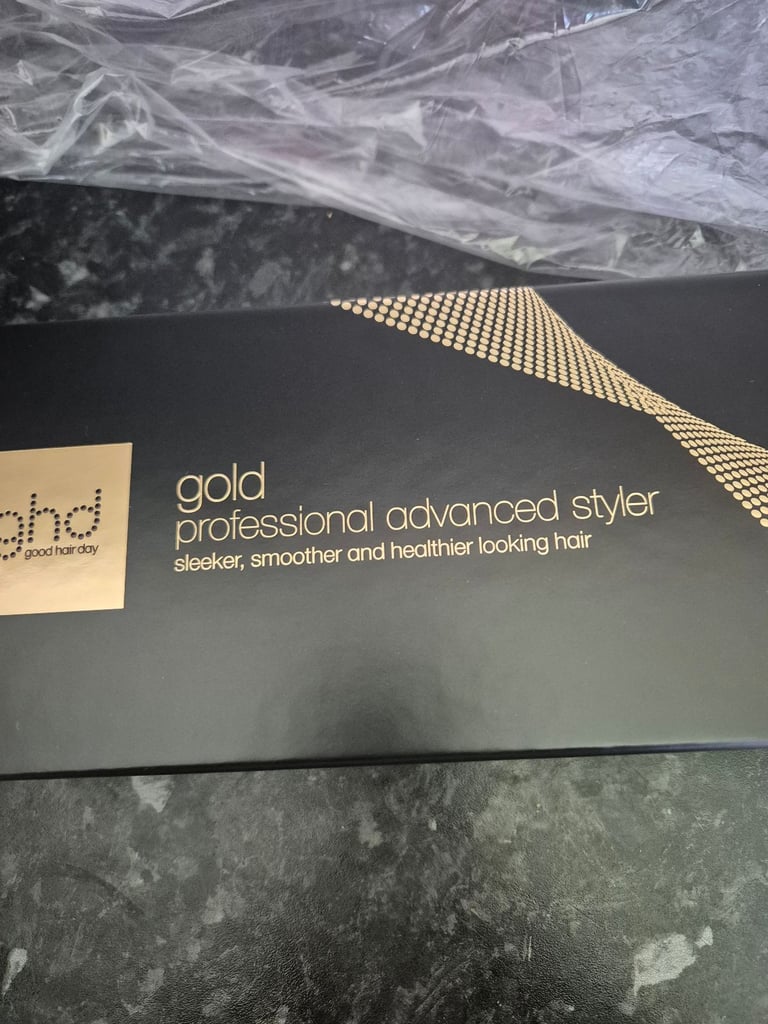 ghd
good hair day
gold
professional advanced styler
sleeker, smoother and healthier looking hair